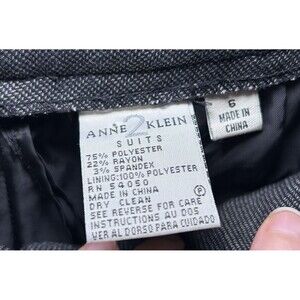 ANNE 2 KLEIN
SUITS
75% POLYESTER
22% RAYON
3% SPANDEX
LINING:100% POLYESTER
RN 54050
MADE IN CHINA
DRY CLEAN
P
SEE REVERSE FOR CARE
INSTRUCTIONS AU DOS
VER AL DORSO PARA CUIDADO
6
MADE IN
CHINA